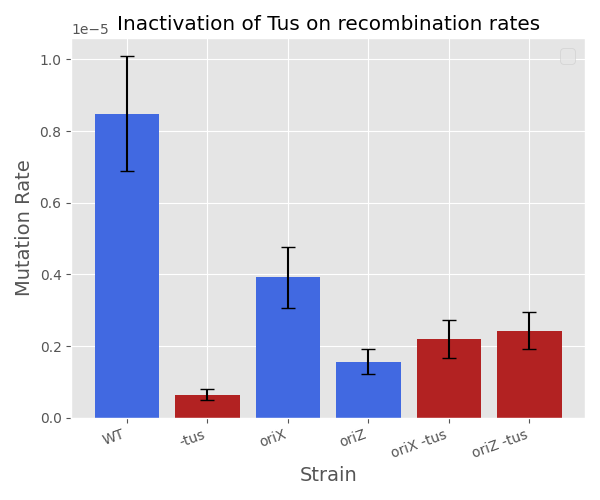 Inactivation of Tus on recombination rates
1e−5
1.0
0.8
0.6
0.4
0.2
0.0
Mutation Rate
WT
-tus
oriX
oriZ
oriX -tus
oriZ -tus
Strain